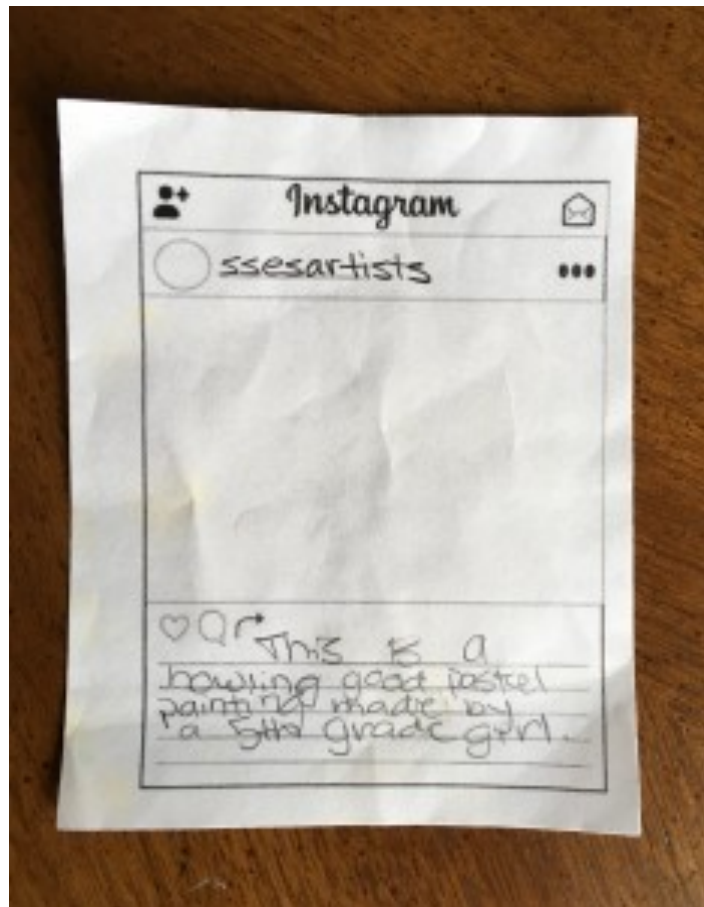 Instagram
ssesartists
This is a
howling good pastel
painting made by
a 5th grade girl.